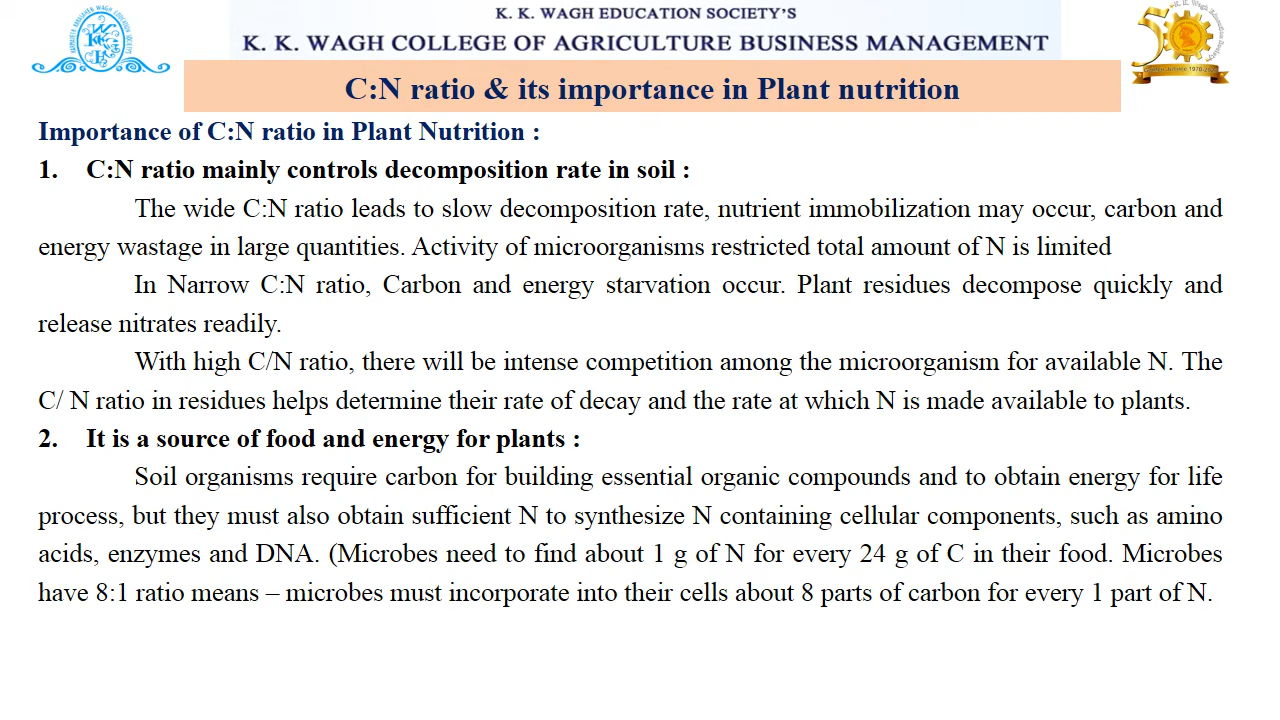 K. K. WAGH EDUCATION SOCIETY'S
K. K. WAGH COLLEGE OF AGRICULTURE BUSINESS MANAGEMENT
C:N ratio & its importance in Plant nutrition
Importance of C:N ratio in Plant Nutrition :
1. C:N ratio mainly controls decomposition rate in soil :
The wide C:N ratio leads to slow decomposition rate, nutrient immobilization may occur, carbon and
energy wastage in large quantities. Activity of microorganisms restricted total amount of N is limited
In Narrow C:N ratio, Carbon and energy starvation occur. Plant residues decompose quickly and
release nitrates readily.
With high C/N ratio, there will be intense competition among the microorganism for available N. The
C/ N ratio in residues helps determine their rate of decay and the rate at which N is made available to plants.
2. It is a source of food and energy for plants :
Soil organisms require carbon for building essential organic compounds and to obtain energy for life
process, but they must also obtain sufficient N to synthesize N containing cellular components, such as amino
acids, enzymes and DNA. (Microbes need to find about 1 g of N for every 24 g of C in their food. Microbes
have 8:1 ratio means – microbes must incorporate into their cells about 8 parts of carbon for every 1 part of N.